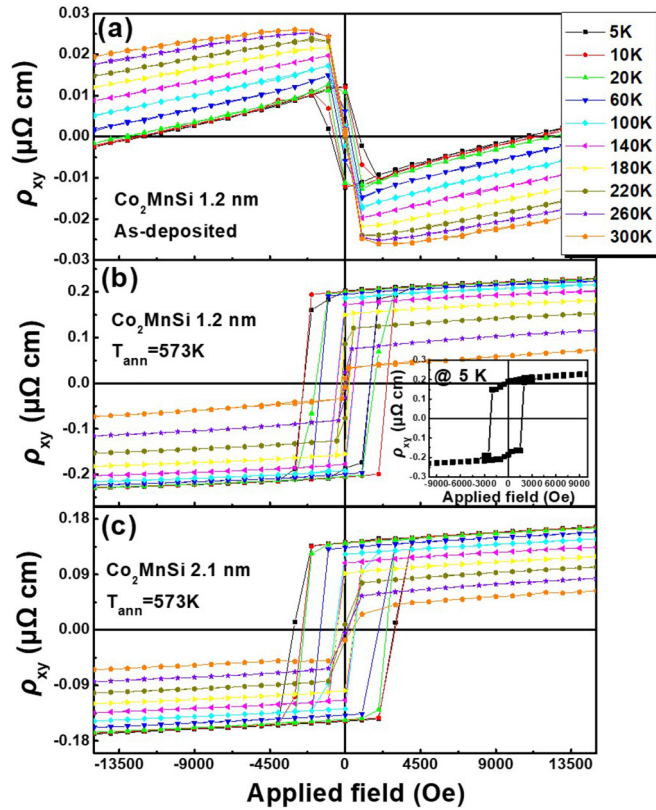 (a)
0.03
0.02
0.01
0.00
-0.01
-0.02
0.03
ρxy (μΩ cm)
Co₂MnSi 1.2 nm
As-deposited
5K
10K
20K
60K
100K
140K
180K
220K
260K
300K
(b)
0.2
0.1
0.0
-0.1
-0.2
ρxy (μΩ cm)
Co₂MnSi 1.2 nm
Tann=573K
@ 5 K
0.3
0.2
0.1
0.0
-0.1
-0.2
-0.3
ρxy (μΩ cm)
-9000 -6000 -3000 0 3000 6000 9000
Applied field (Oe)
(c)
0.18
0.09
0.00
-0.09
-0.18
ρxy (μΩ cm)
Co₂MnSi 2.1 nm
Tann=573K
-13500 -9000 -4500 0 4500 9000 13500
Applied field (Oe)